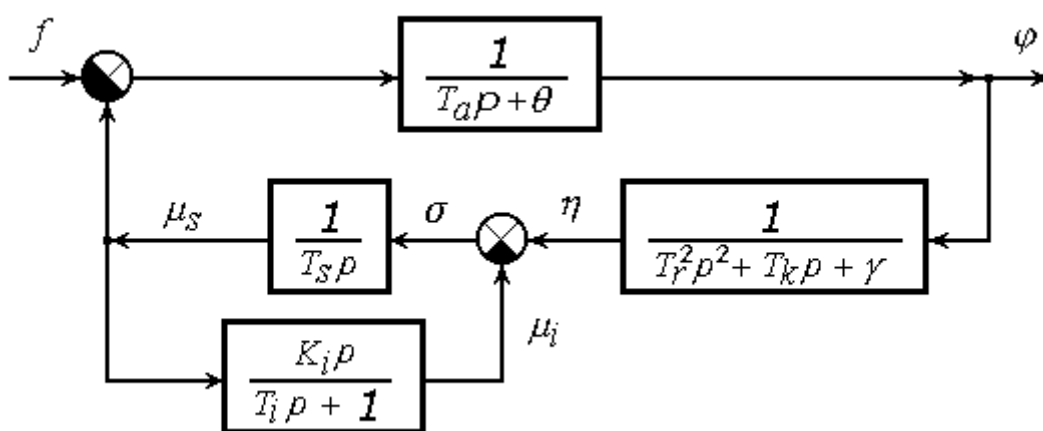 f
φ
1
T_a p + θ
μ_S
1
T_S p
σ
η
1
T_r^2 p^2 + T_k p + γ
K_i p
T_i p + 1
μ_i